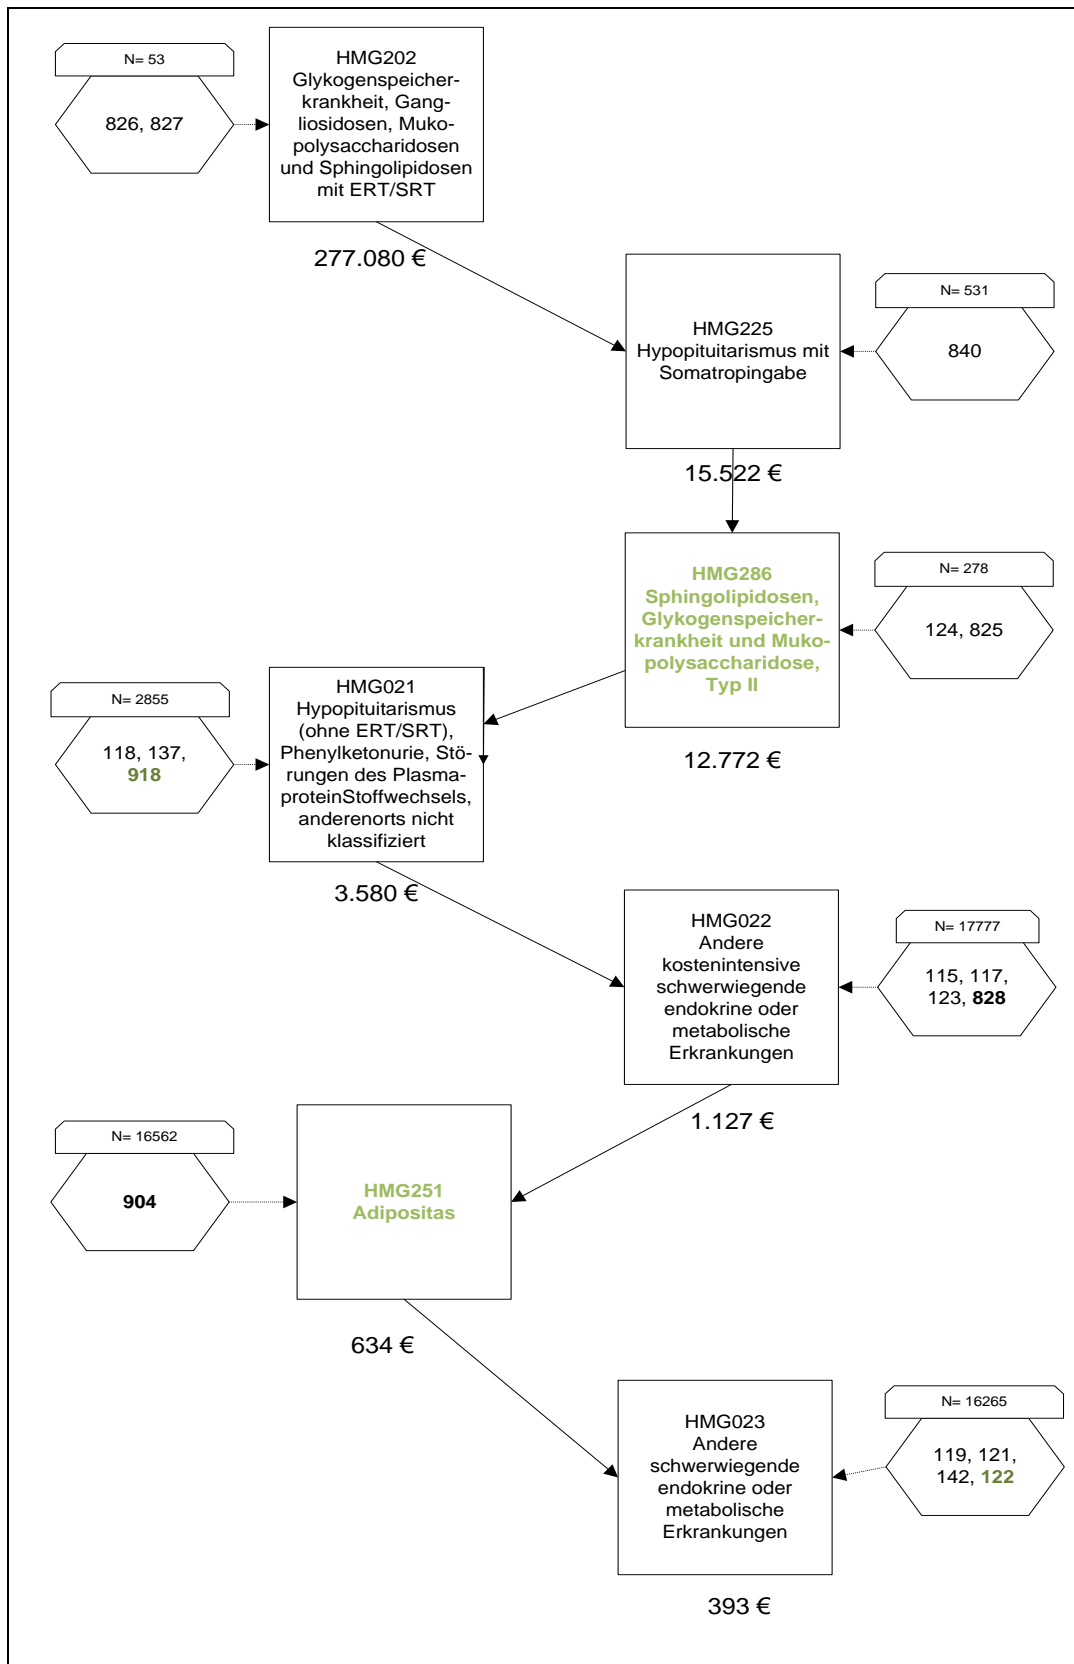 N= 53
826, 827
HMG202
Glykogenspeicher-
krankheit, Gang-
liosidosen, Muko-
polysaccharidosen
und Sphingolipidosen
mit ERT/SRT
277.080 €
HMG225
Hypopituitarismus mit
Somatropingabe
N= 531
840
15.522 €
HMG286
Sphingolipidosen,
Glykogenspeicher-
krankheit und Muko-
polysaccharidose,
Typ II
N= 278
124, 825
12.772 €
N= 2855
118, 137,
918
HMG021
Hypopituitarismus
(ohne ERT/SRT),
Phenylketonurie, Stö-
rungen des Plasma-
proteinStoffwechsels,
anderenorts nicht
klassifiziert
3.580 €
HMG022
Andere
kostenintensive
schwerwiegende
endokrine oder
metabolische
Erkrankungen
N= 17777
115, 117,
123, 828
1.127 €
N= 16562
904
HMG251
Adipositas
634 €
HMG023
Andere
schwerwiegende
endokrine oder
metabolische
Erkrankungen
N= 16265
119, 121,
142, 122
393 €